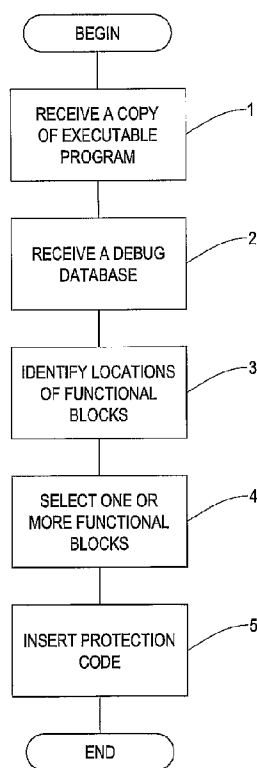 BEGIN
RECEIVE A COPY
OF EXECUTABLE
PROGRAM
1
RECEIVE A DEBUG
DATABASE
2
IDENTIFY LOCATIONS
OF FUNCTIONAL
BLOCKS
3
SELECT ONE OR
MORE FUNCTIONAL
BLOCKS
4
INSERT PROTECTION
CODE
5
END